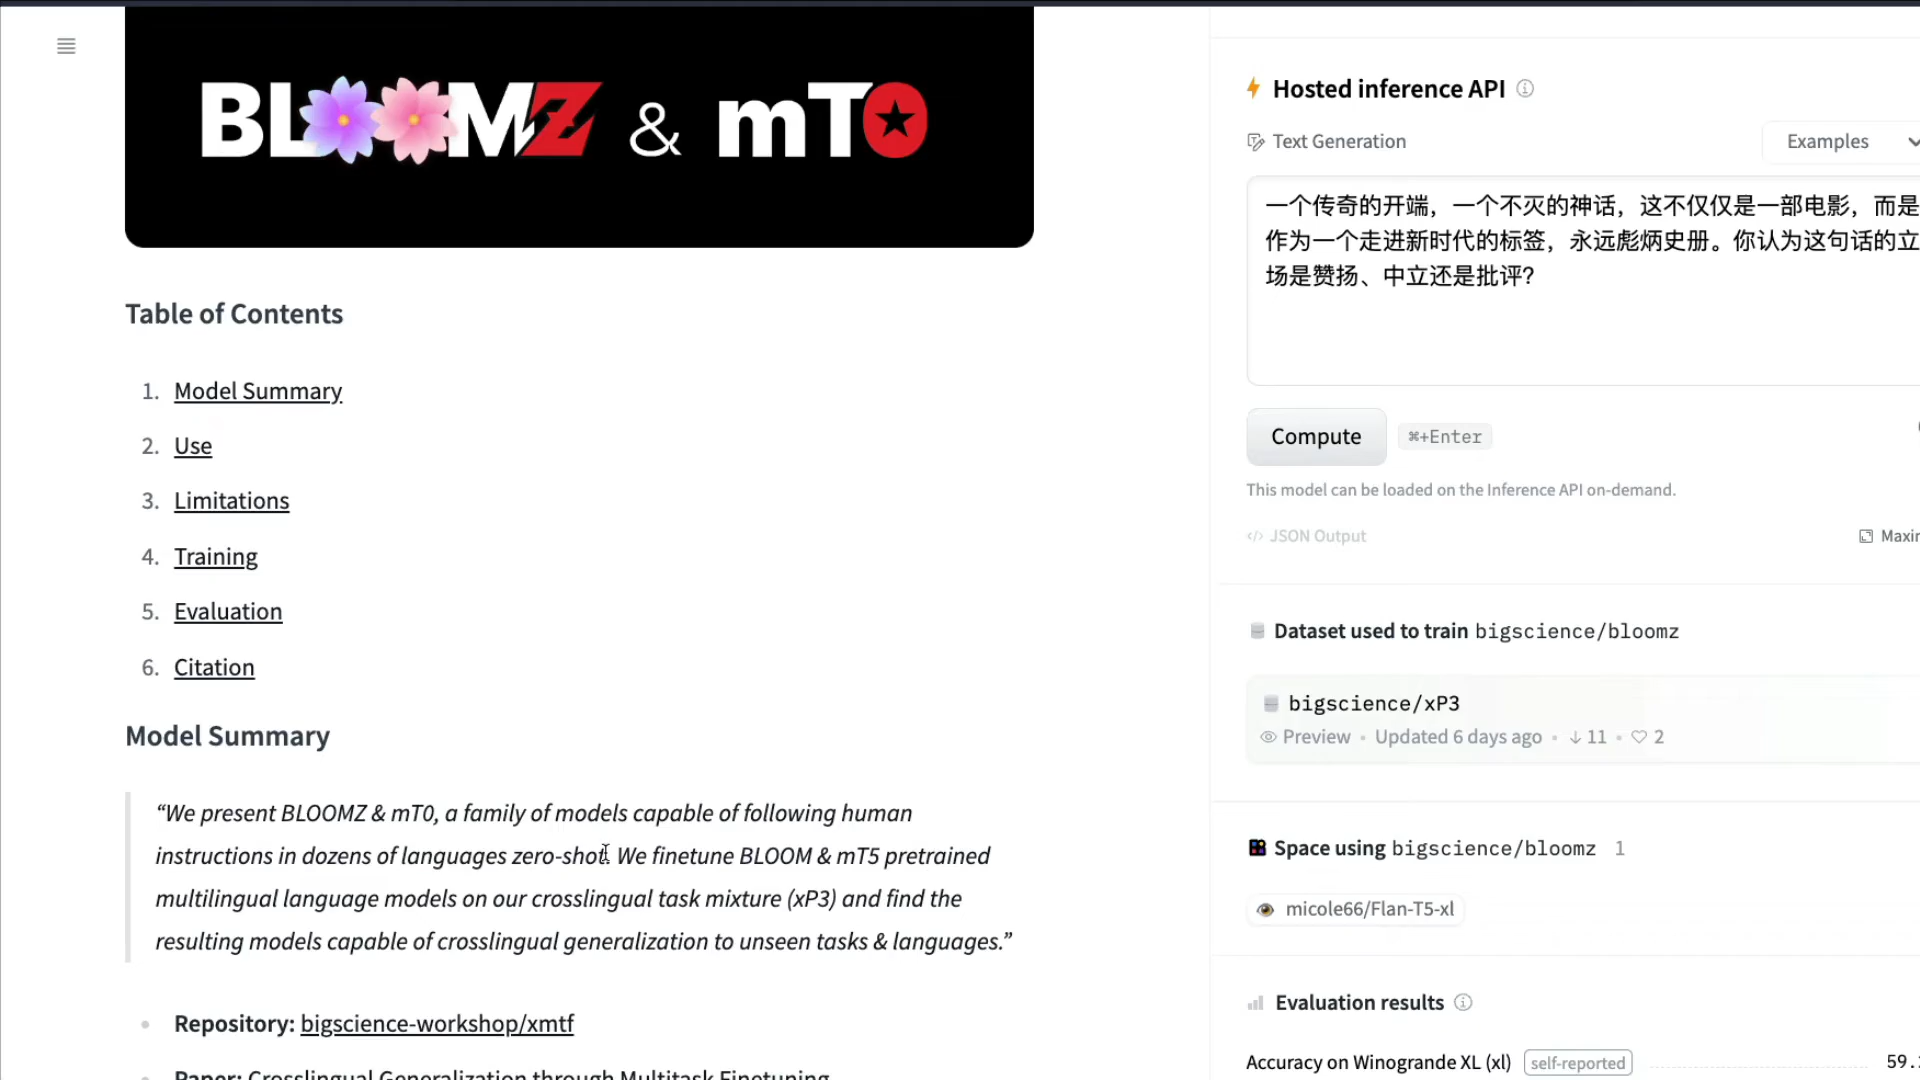 BLOOMZ & mT0
Table of Contents
1. Model Summary
2. Use
3. Limitations
4. Training
5. Evaluation
6. Citation
Model Summary
“We present BLOOMZ & mT0, a family of models capable of following human
instructions in dozens of languages zero-shot. We finetune BLOOM & mT5 pretrained
multilingual language models on our crosslingual task mixture (xP3) and find the
resulting models capable of crosslingual generalization to unseen tasks & languages.”
Repository: bigscience-workshop/xmtf
Paper: Crosslingual Generalization through Multitask Finetuning
Hosted inference API
Text Generation
Examples
一个传奇的开端，一个不灭的神话，这不仅仅是一部电影，而是
作为一个走进新时代的标签，永远彪炳史册。你认为这句话的立
场是赞扬、中立还是批评?
Compute ⌘+Enter
This model can be loaded on the Inference API on-demand.
</> JSON Output
Dataset used to train bigscience/bloomz
bigscience/xP3
Preview • Updated 6 days ago • ↓ 11 • ♡ 2
Space using bigscience/bloomz 1
micole66/Flan-T5-xl
Evaluation results
Accuracy on Winogrande XL (xl) self-reported